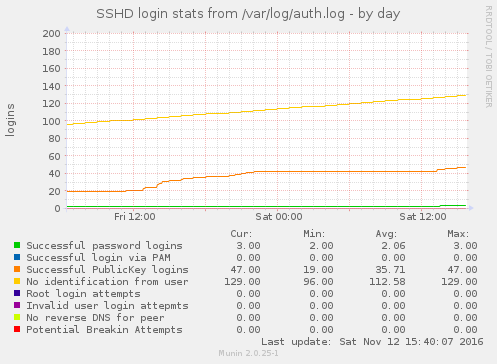 SSHD login stats from /var/log/auth.log - by day
RRDTOOL / TOBI OETIKER
logins
200
180
160
140
120
100
80
60
40
20
0
Fri 12:00 Sat 00:00 Sat 12:00
Cur: Min: Avg: Max:
Successful password logins 3.00 2.00 2.06 3.00
Successful login via PAM 0.00 0.00 0.00 0.00
Successful PublicKey logins 47.00 19.00 35.71 47.00
No identification from user 129.00 96.00 112.58 129.00
Root login attempts 0.00 0.00 0.00 0.00
Invalid user login attepmts 0.00 0.00 0.00 0.00
No reverse DNS for peer 0.00 0.00 0.00 0.00
Potential Breakin Attempts 0.00 0.00 0.00 0.00
Last update: Sat Nov 12 15:40:07 2016
Munin 2.0.25-1